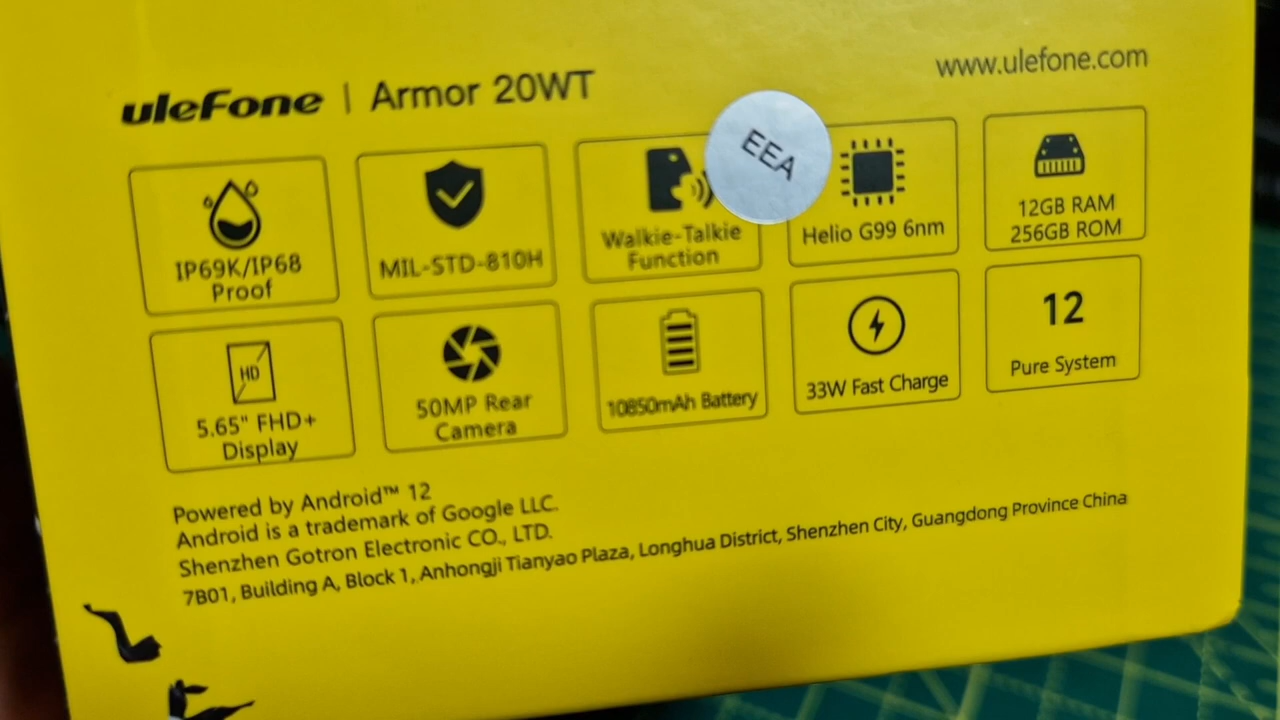 uleFone | Armor 20WT
www.ulefone.com
EEA
IP69K/IP68
Proof
MIL-STD-810H
Walkie-Talkie
Function
Helio G99 6nm
12GB RAM
256GB ROM
HD
5.65" FHD+
Display
50MP Rear
Camera
10850mAh Battery
33W Fast Charge
12
Pure System
Powered by Android™ 12
Android is a trademark of Google LLC.
Shenzhen Gotron Electronic CO., LTD.
7B01, Building A, Block 1, Anhongji Tianyao Plaza, Longhua District, Shenzhen City, Guangdong Province China